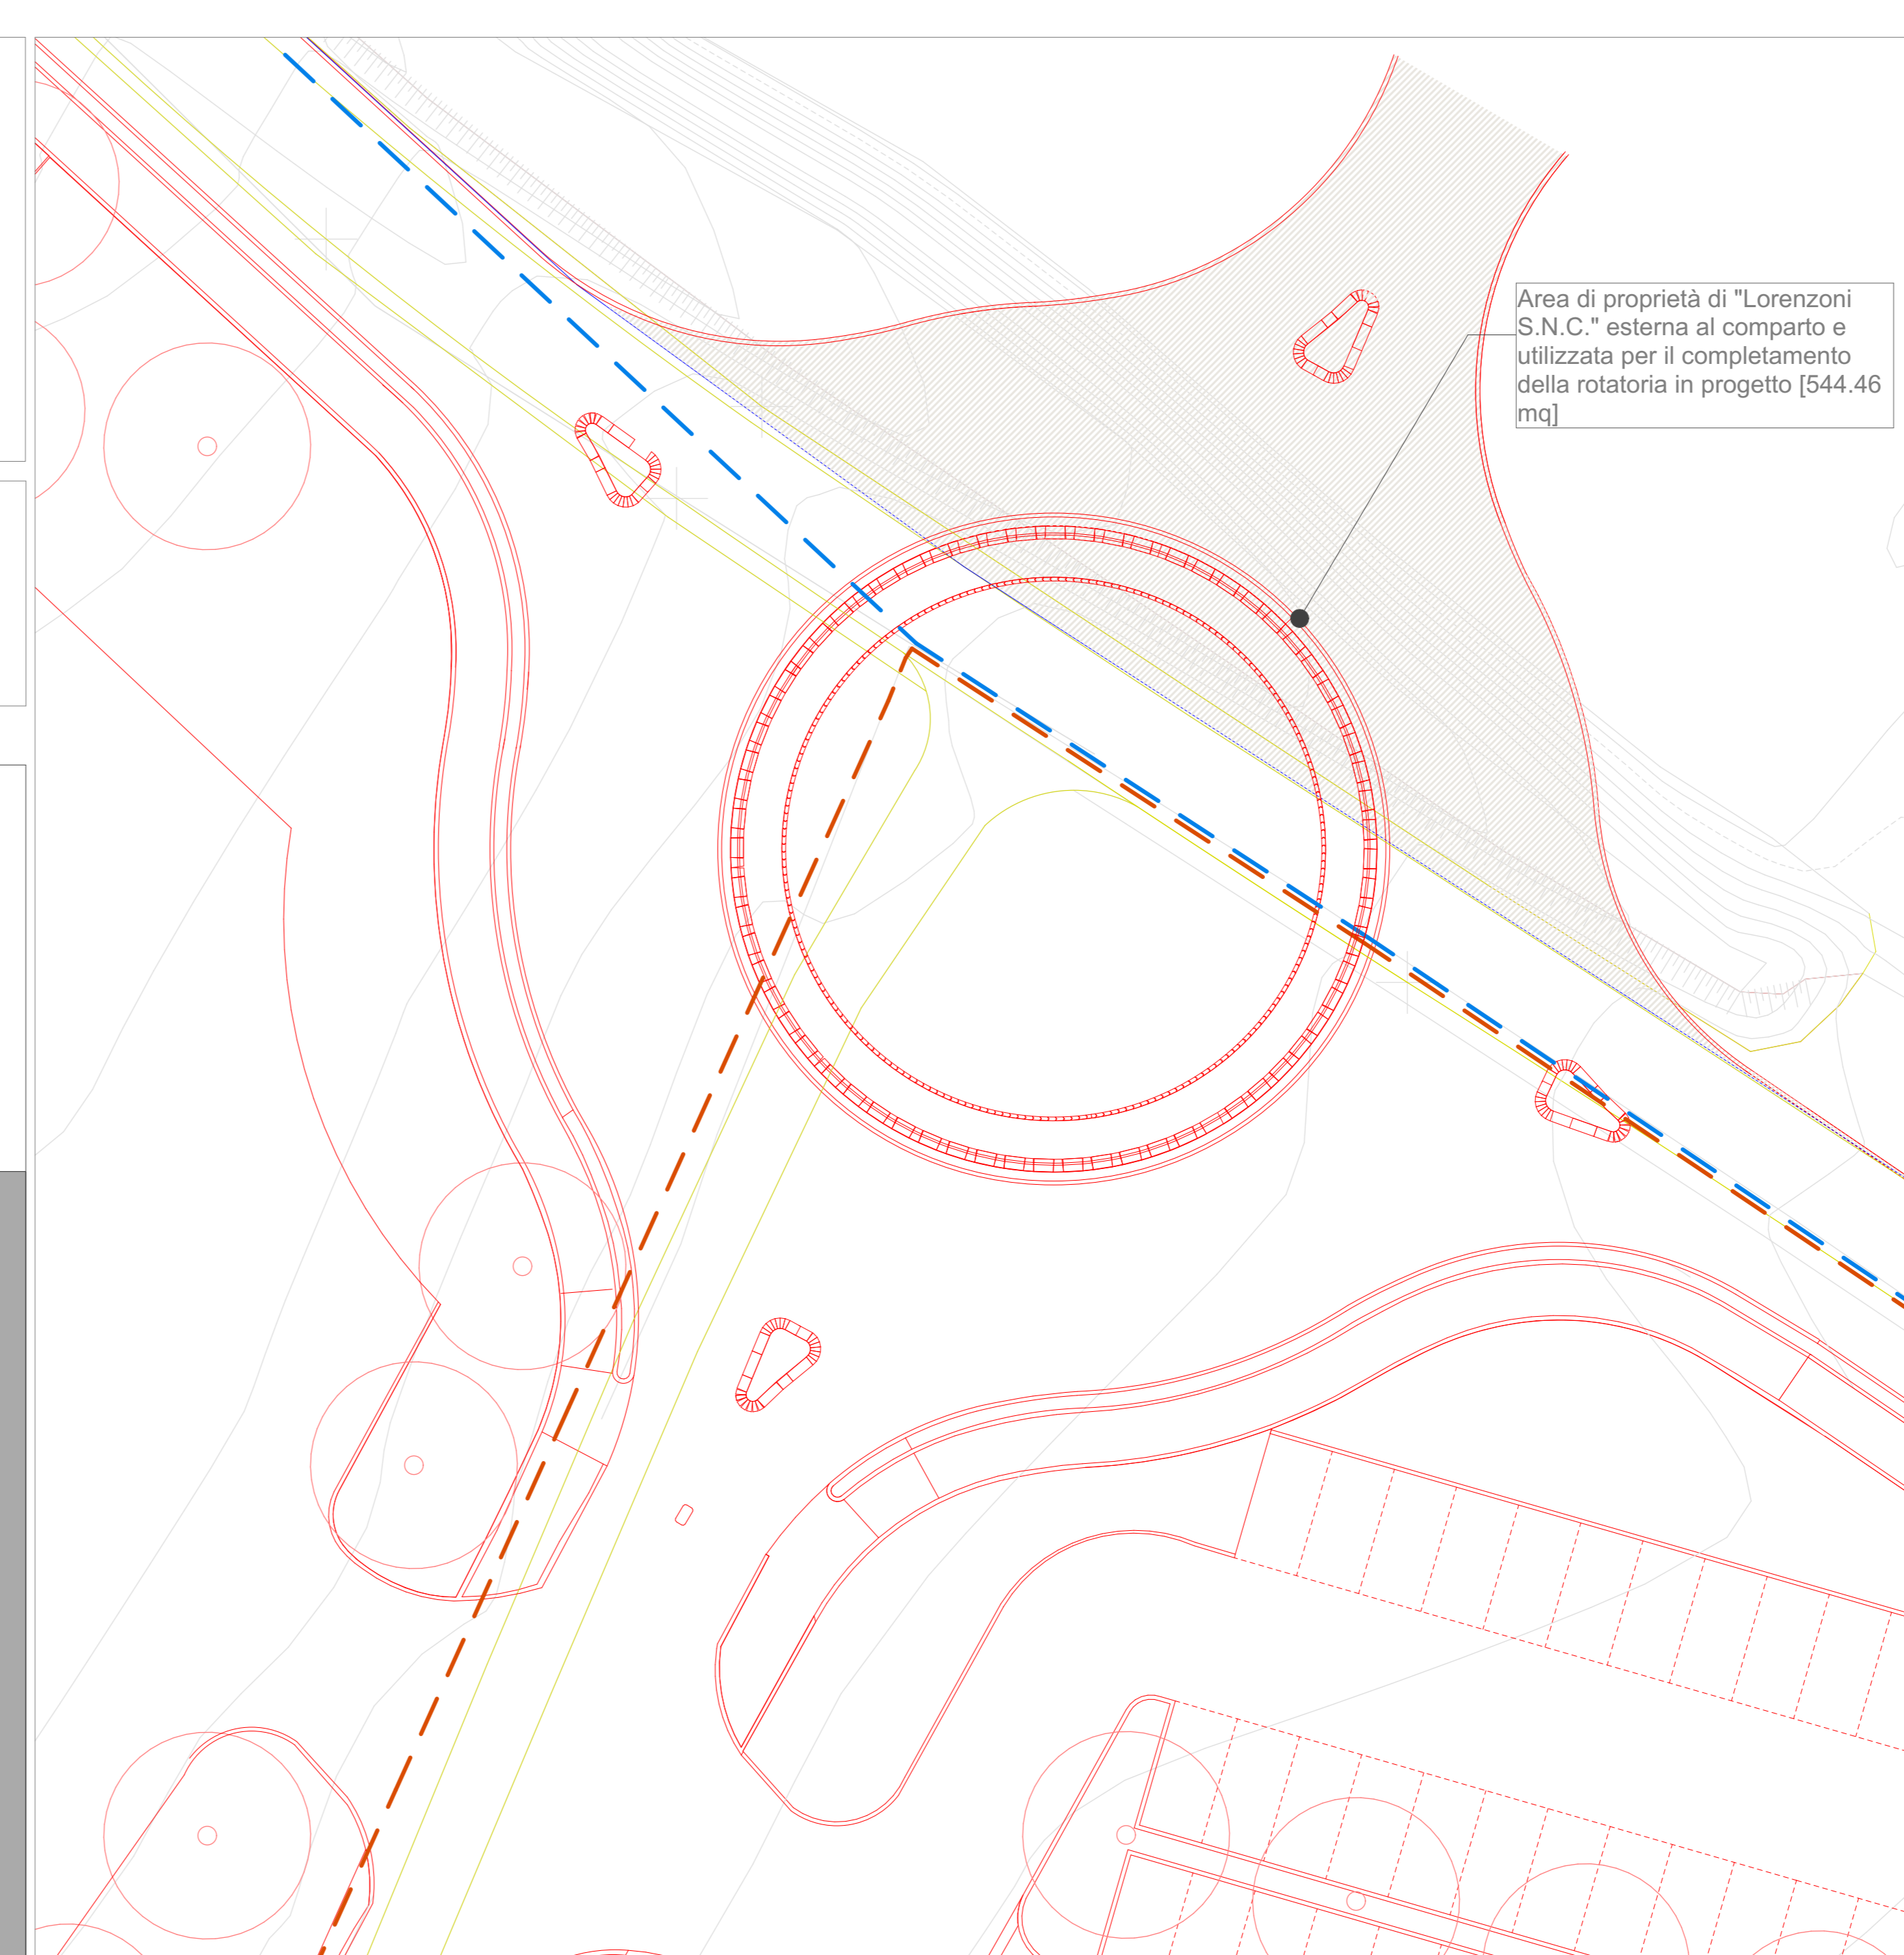 Area di proprietà di "Lorenzoni
S.N.C." esterna al comparto e
utilizzata per il completamento
della rotatoria in progetto [544.46
mq]